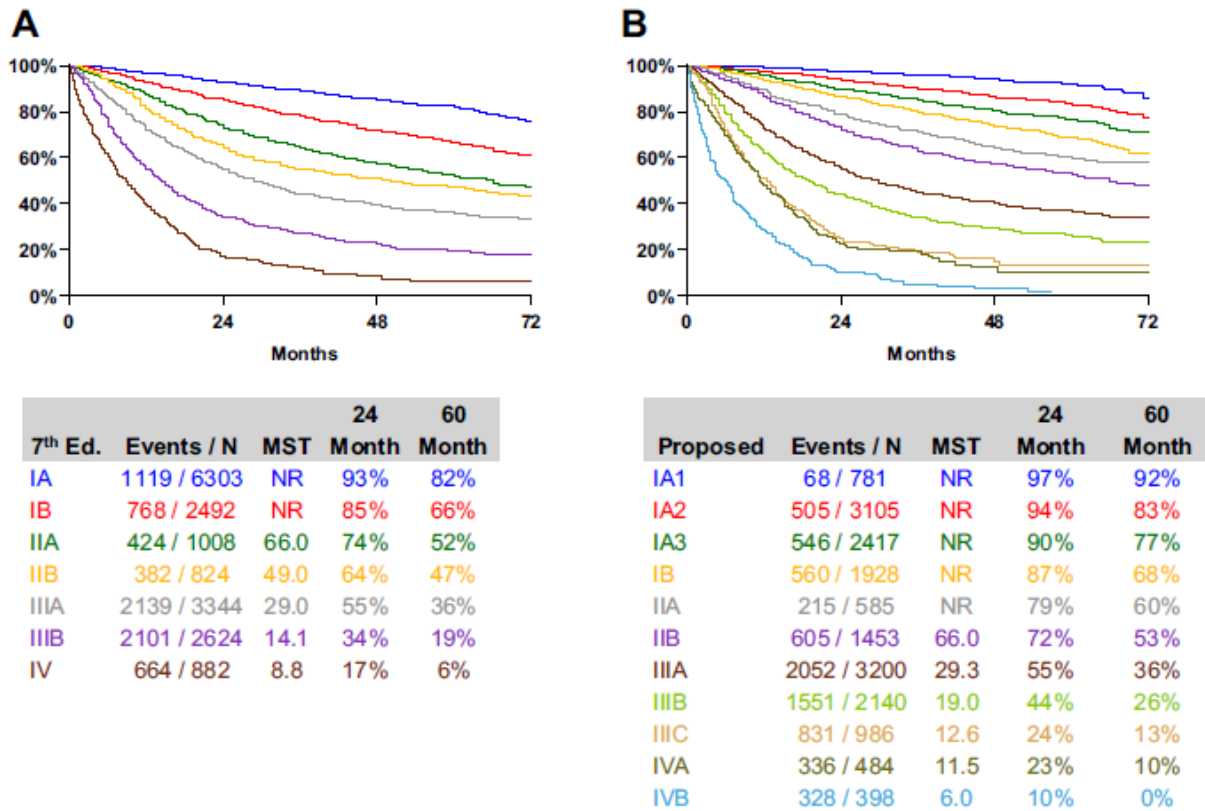 A
100%
80%
60%
40%
20%
0%
0 24 48 72
Months
24 60
7th Ed. Events / N MST Month Month
IA 1119 / 6303 NR 93% 82%
IB 768 / 2492 NR 85% 66%
IIA 424 / 1008 66.0 74% 52%
IIB 382 / 824 49.0 64% 47%
IIIA 2139 / 3344 29.0 55% 36%
IIIB 2101 / 2624 14.1 34% 19%
IV 664 / 882 8.8 17% 6%
B
100%
80%
60%
40%
20%
0%
0 24 48 72
Months
24 60
Proposed Events / N MST Month Month
IA1 68 / 781 NR 97% 92%
IA2 505 / 3105 NR 94% 83%
IA3 546 / 2417 NR 90% 77%
IB 560 / 1928 NR 87% 68%
IIA 215 / 585 NR 79% 60%
IIB 605 / 1453 66.0 72% 53%
IIIA 2052 / 3200 29.3 55% 36%
IIIB 1551 / 2140 19.0 44% 26%
IIIC 831 / 986 12.6 24% 13%
IVA 336 / 484 11.5 23% 10%
IVB 328 / 398 6.0 10% 0%